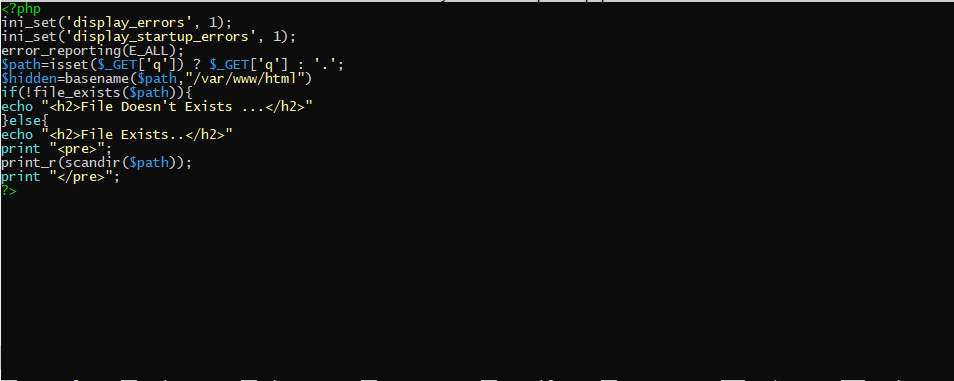 <?php
ini_set('display_errors', 1);
ini_set('display_startup_errors', 1);
error_reporting(E_ALL);
$path=isset($_GET['q']) ? $_GET['q'] : '.';
$hidden=basename($path,"/var/www/html")
if(!file_exists($path)){
echo "<h2>File Doesn't Exists ...</h2>"
}else{
echo "<h2>File Exists..</h2>"
print "<pre>";
print_r(scandir($path));
print "</pre>";
?>